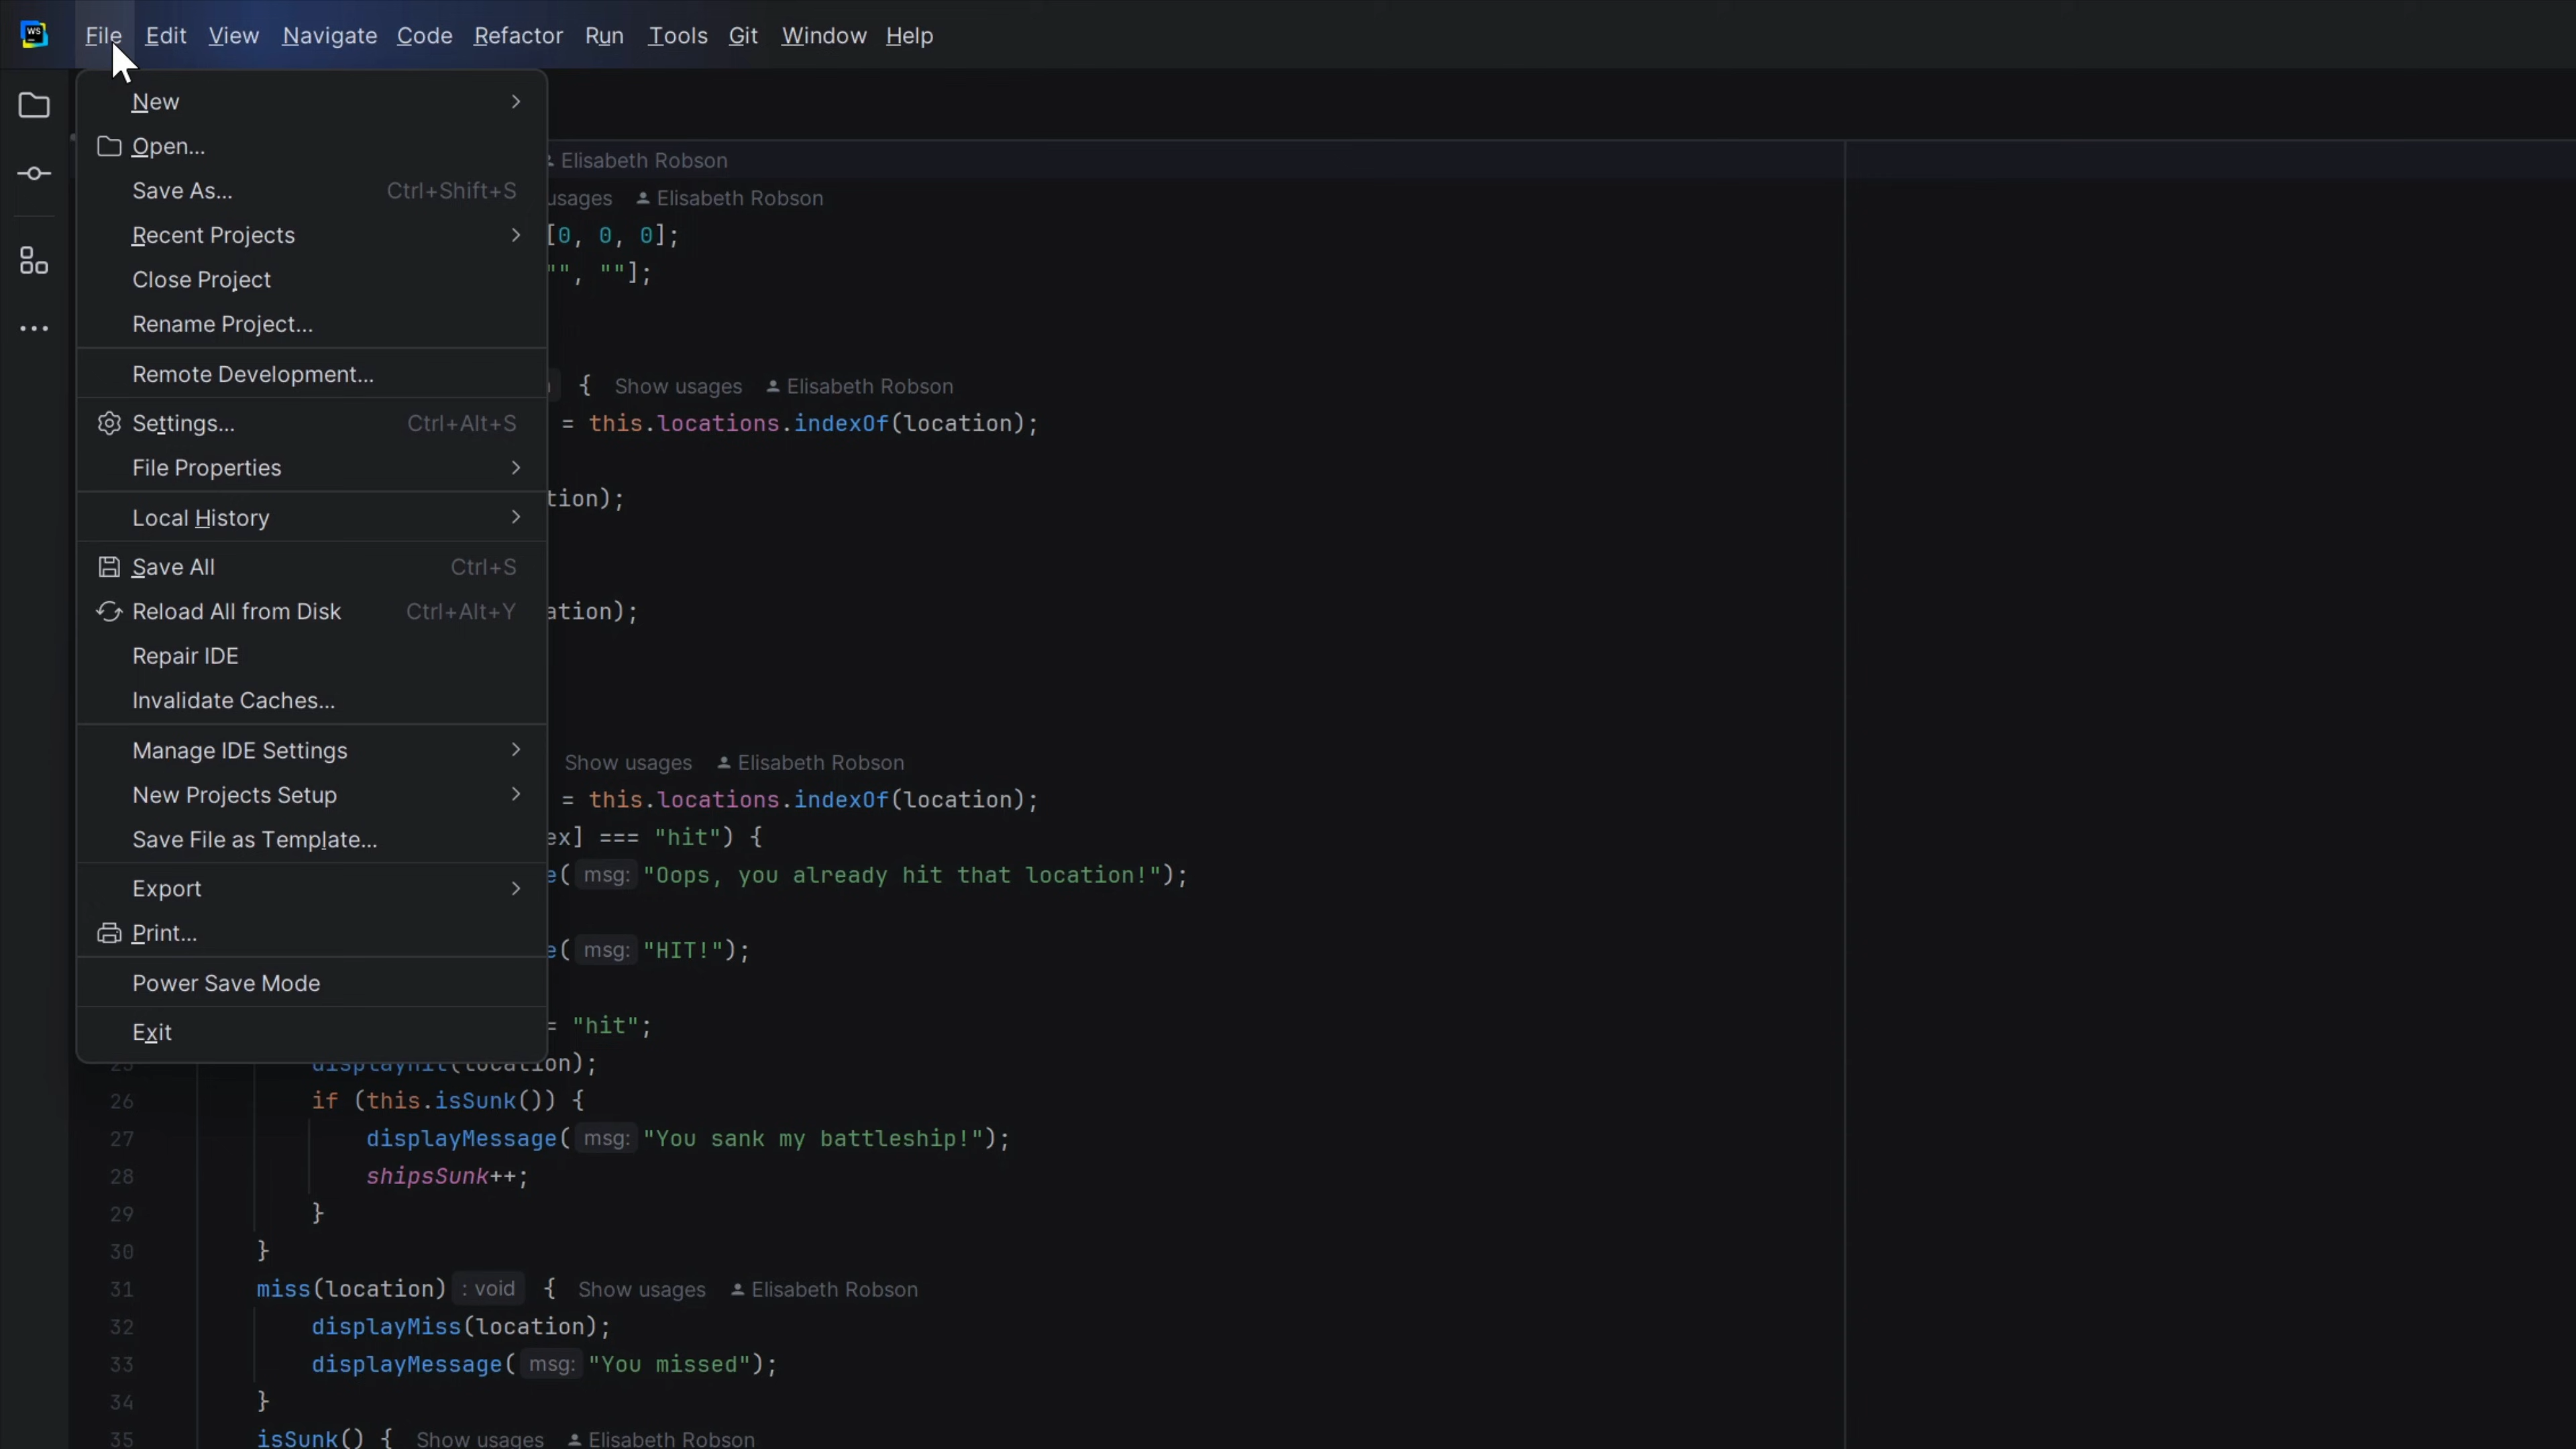 WS File Edit View Navigate Code Refactor Run Tools Git Window Help
New
Open...
Save As... Ctrl+Shift+S
Recent Projects
Close Project
Rename Project...
Remote Development...
Settings... Ctrl+Alt+S
File Properties
Local History
Save All Ctrl+S
Reload All from Disk Ctrl+Alt+Y
Repair IDE
Invalidate Caches...
Manage IDE Settings
New Projects Setup
Save File as Template...
Export
Print...
Power Save Mode
Exit
Elisabeth Robson
usages Elisabeth Robson
[0, 0, 0];
"", ""];
{ Show usages Elisabeth Robson
= this.locations.indexOf(location);
tion);
ation);
Show usages Elisabeth Robson
= this.locations.indexOf(location);
ex] === "hit") {
e( msg: "Oops, you already hit that location!");
e( msg: "HIT!");
= "hit";
25 displayHit(location);
26 if (this.isSunk()) {
27 displayMessage( msg: "You sank my battleship!");
28 shipsSunk++;
29 }
30 }
31 miss(location) : void { Show usages Elisabeth Robson
32 displayMiss(location);
33 displayMessage( msg: "You missed");
34 }
35 isSunk() { Show usages Elisabeth Robson